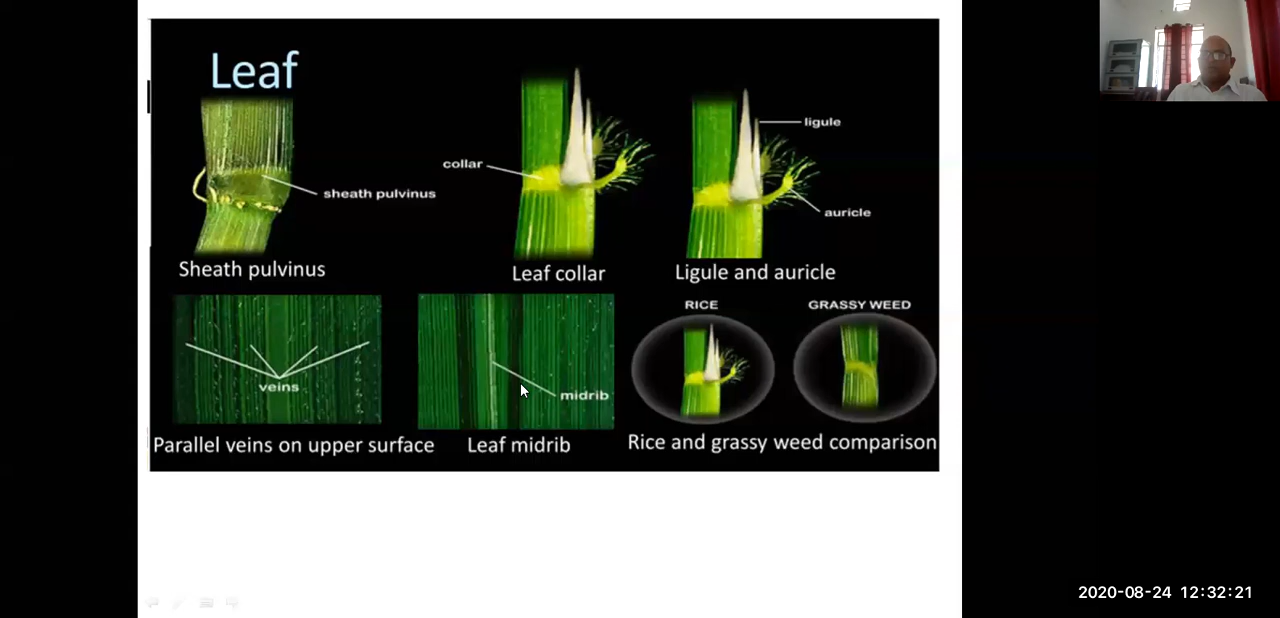 Leaf
sheath pulvinus
Sheath pulvinus
collar
Leaf collar
ligule
auricle
Ligule and auricle
veins
Parallel veins on upper surface
midrib
Leaf midrib
RICE
GRASSY WEED
Rice and grassy weed comparison
2020-08-24 12:32:21